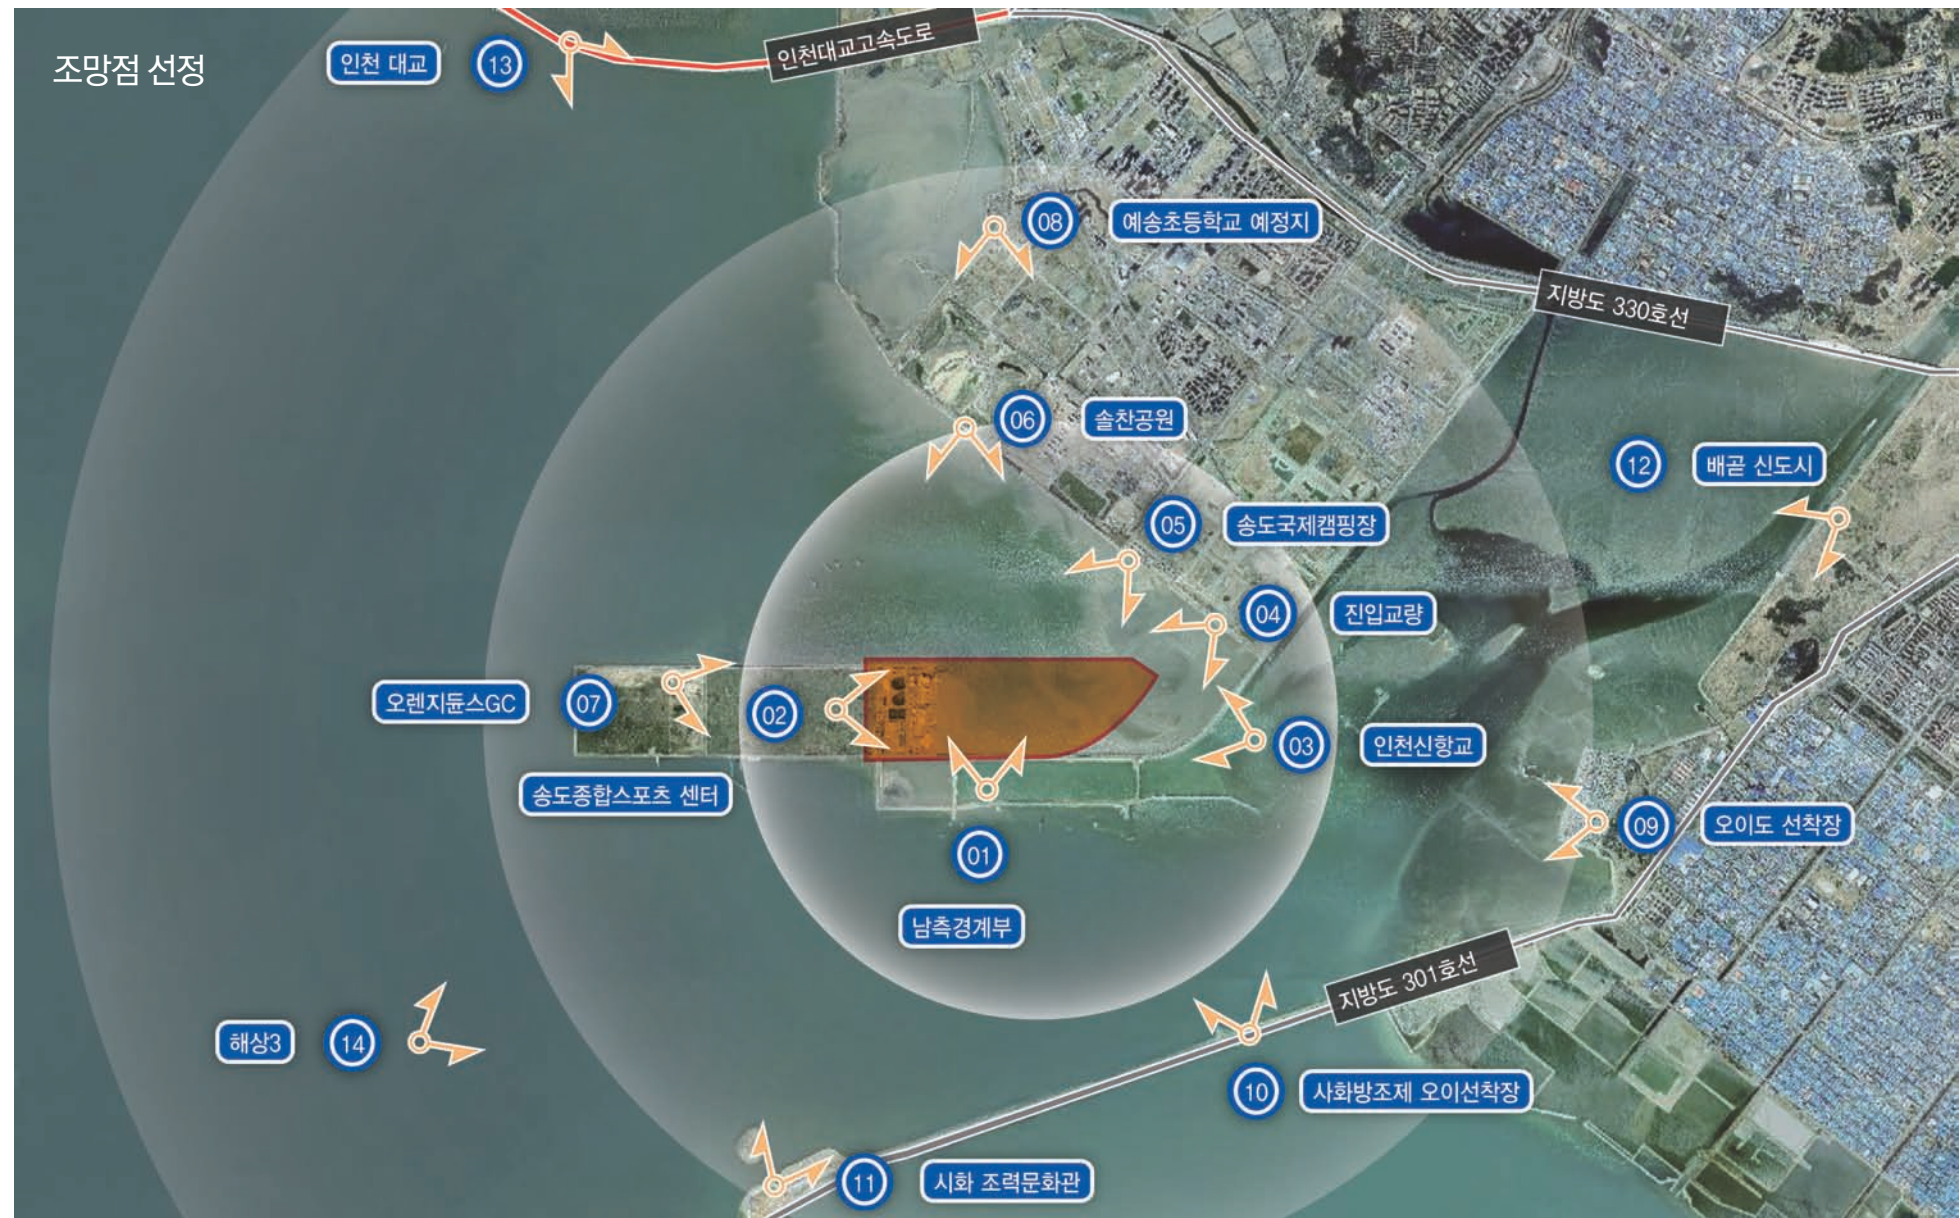 조망점 선정
인천 대교
13
인천대교고속도로
08
예송초등학교 예정지
지방도 330호선
06
솔찬공원
12
배곧 신도시
05
송도국제캠핑장
04
진입교량
오렌지듄스GC
07
02
03
인천신항교
송도종합스포츠 센터
09
오이도 선착장
01
남측경계부
지방도 301호선
해상3
14
10
사화방조제 오이선착장
11
시화 조력문화관